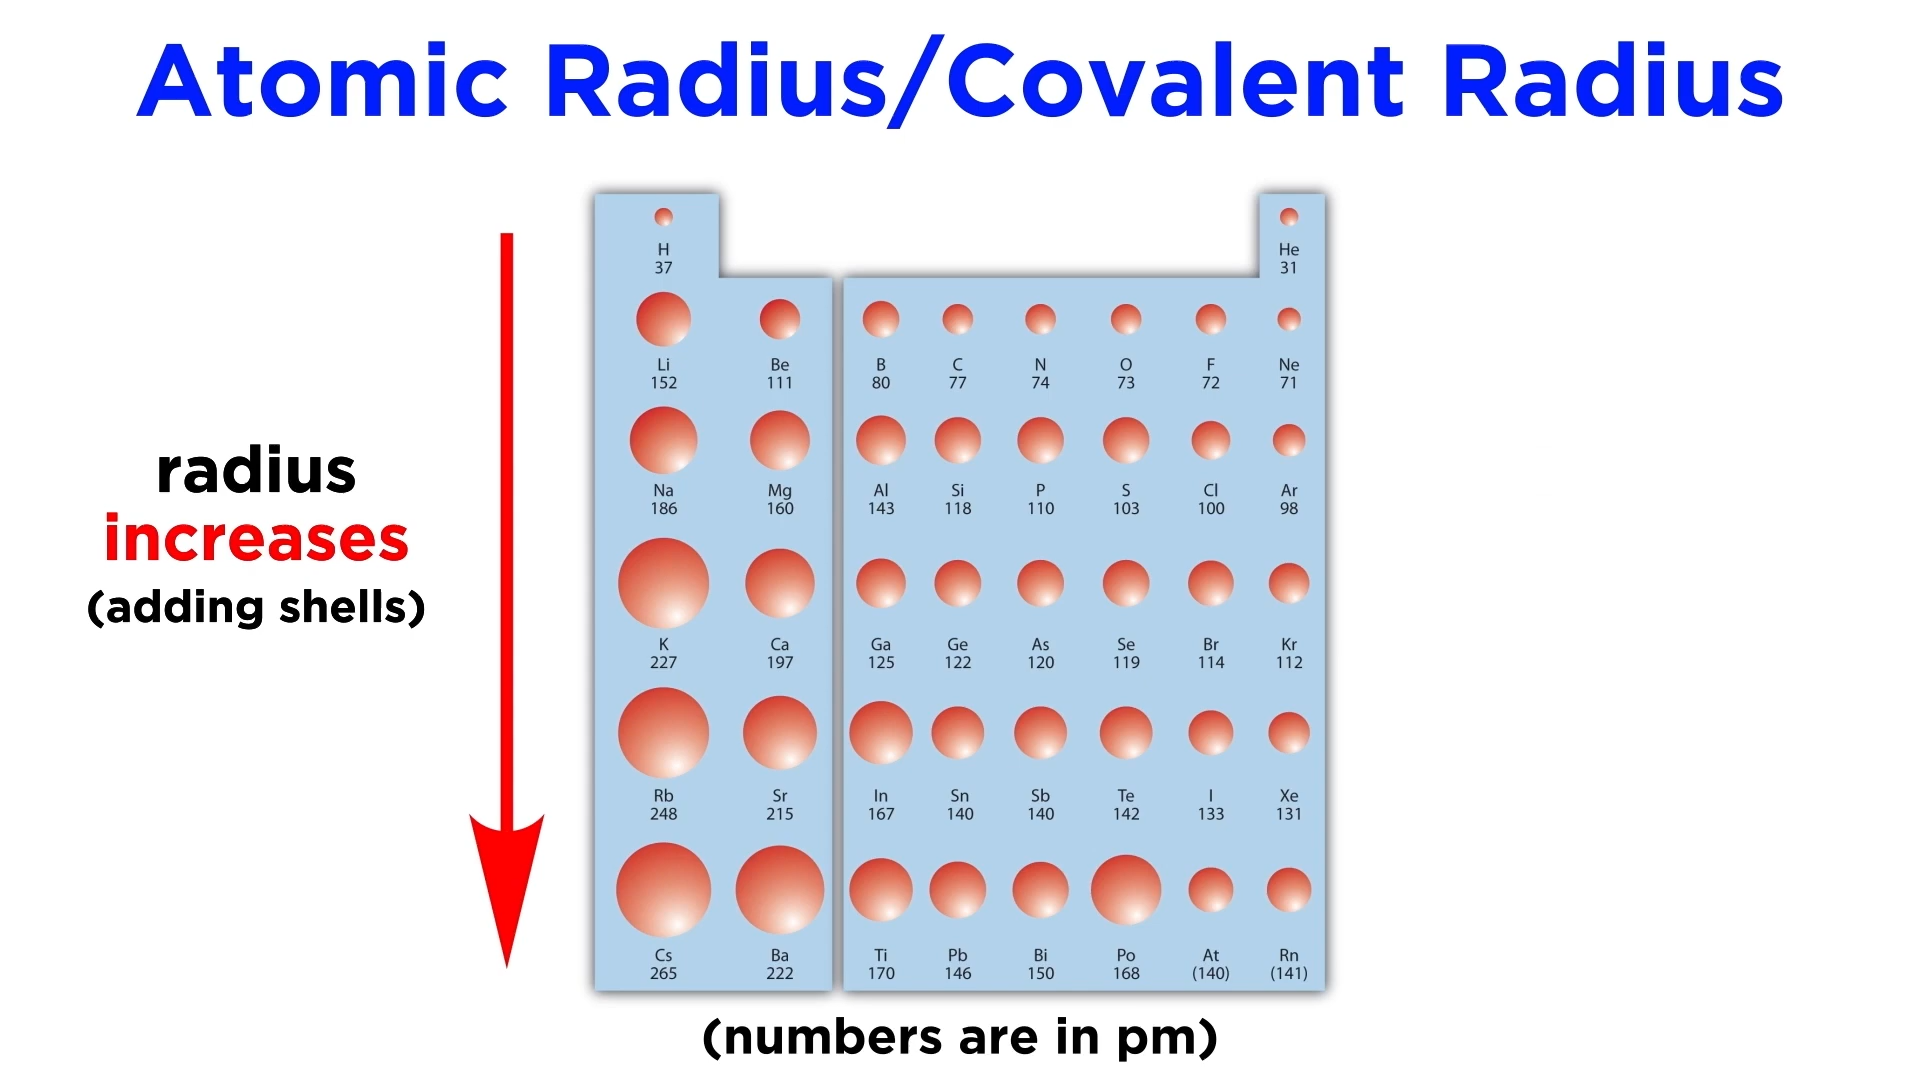 Atomic Radius/Covalent Radius
H He
37 31
Li Be B C N O F Ne
152 111 80 77 74 73 72 71
radius
increases
(adding shells)
Na Mg Al Si P S Cl Ar
186 160 143 118 110 103 100 98
K Ca Ga Ge As Se Br Kr
227 197 125 122 120 119 114 112
Rb Sr In Sn Sb Te I Xe
248 215 167 140 140 142 133 131
Cs Ba Ti Pb Bi Po At Rn
265 222 170 146 150 168 (140) (141)
(numbers are in pm)